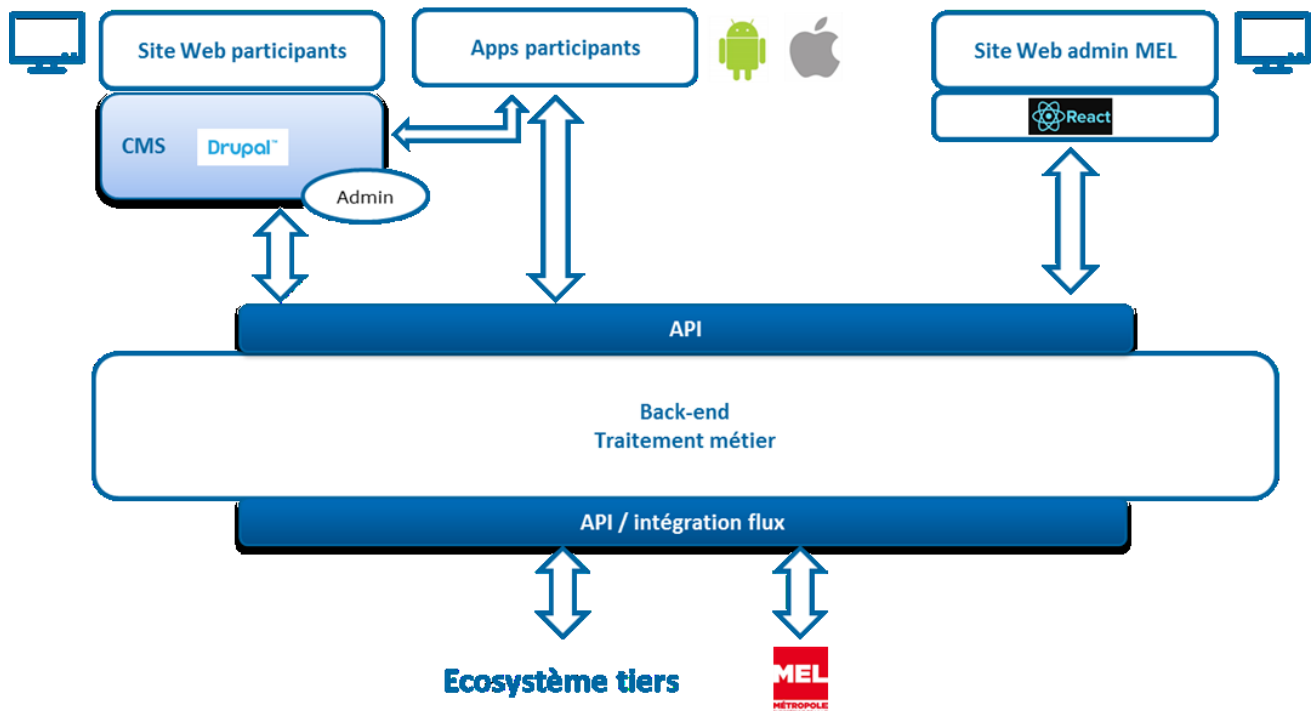 Site Web participants
Apps participants
Site Web admin MEL
CMS
Drupal™
React
Admin
API
Back-end
Traitement métier
API / intégration flux
Ecosystème tiers
MEL
MÉTROPOLE